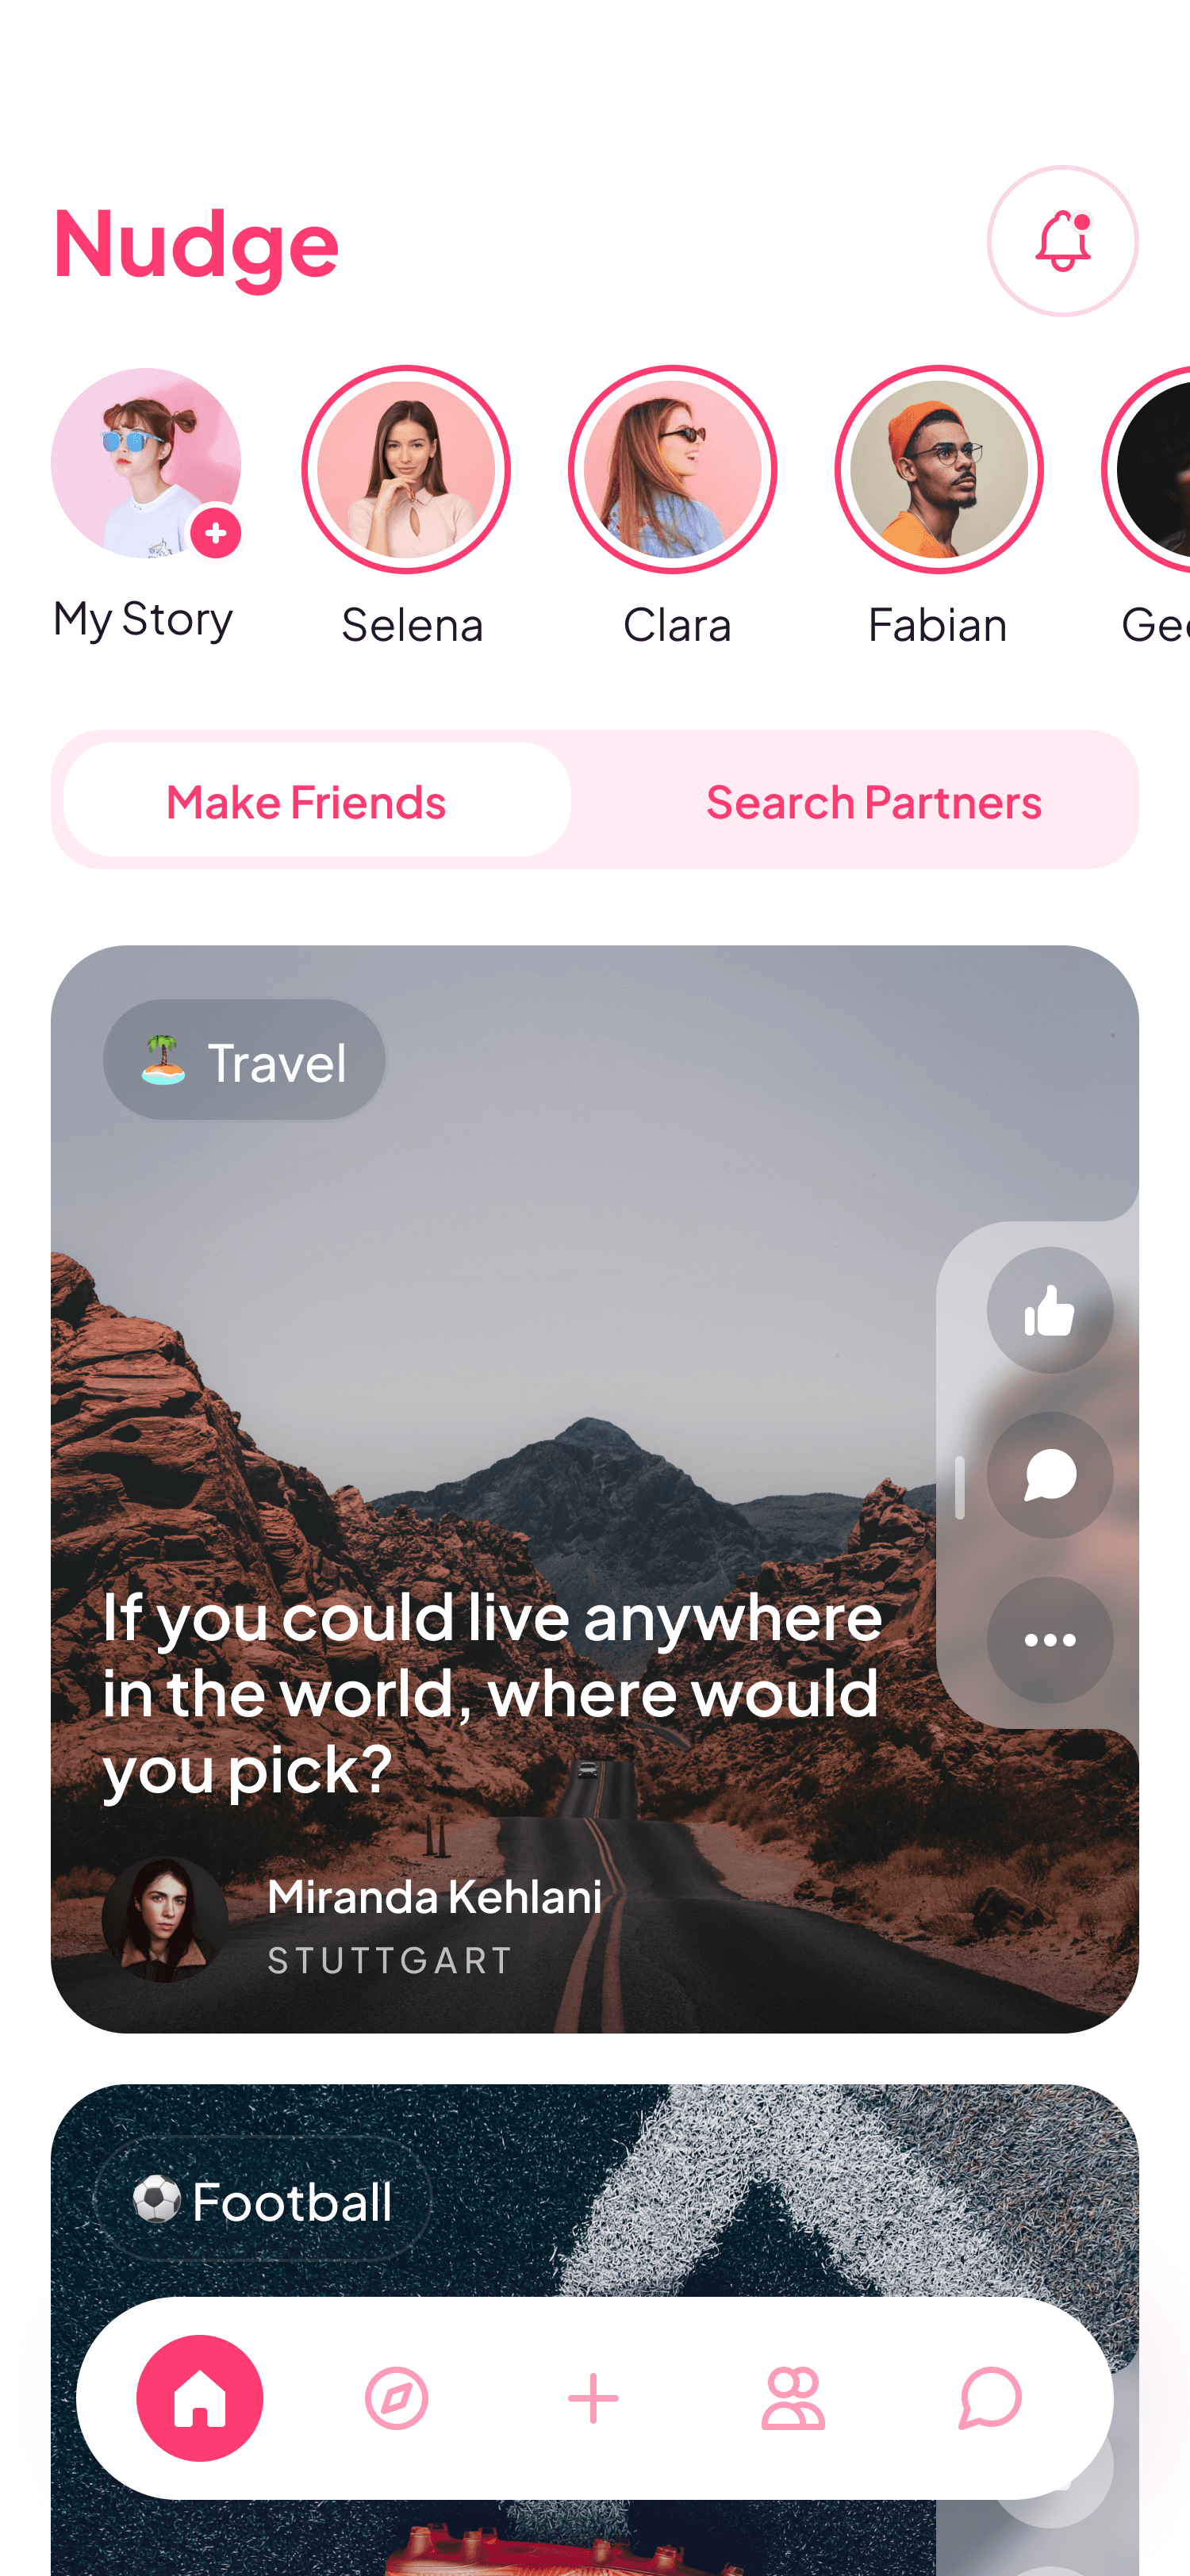 Nudge
My Story
Selena
Clara
Fabian
Make Friends
Search Partners
Travel
If you could live anywhere
in the world, where would
you pick?
Miranda Kehlani
STUTTGART
Football